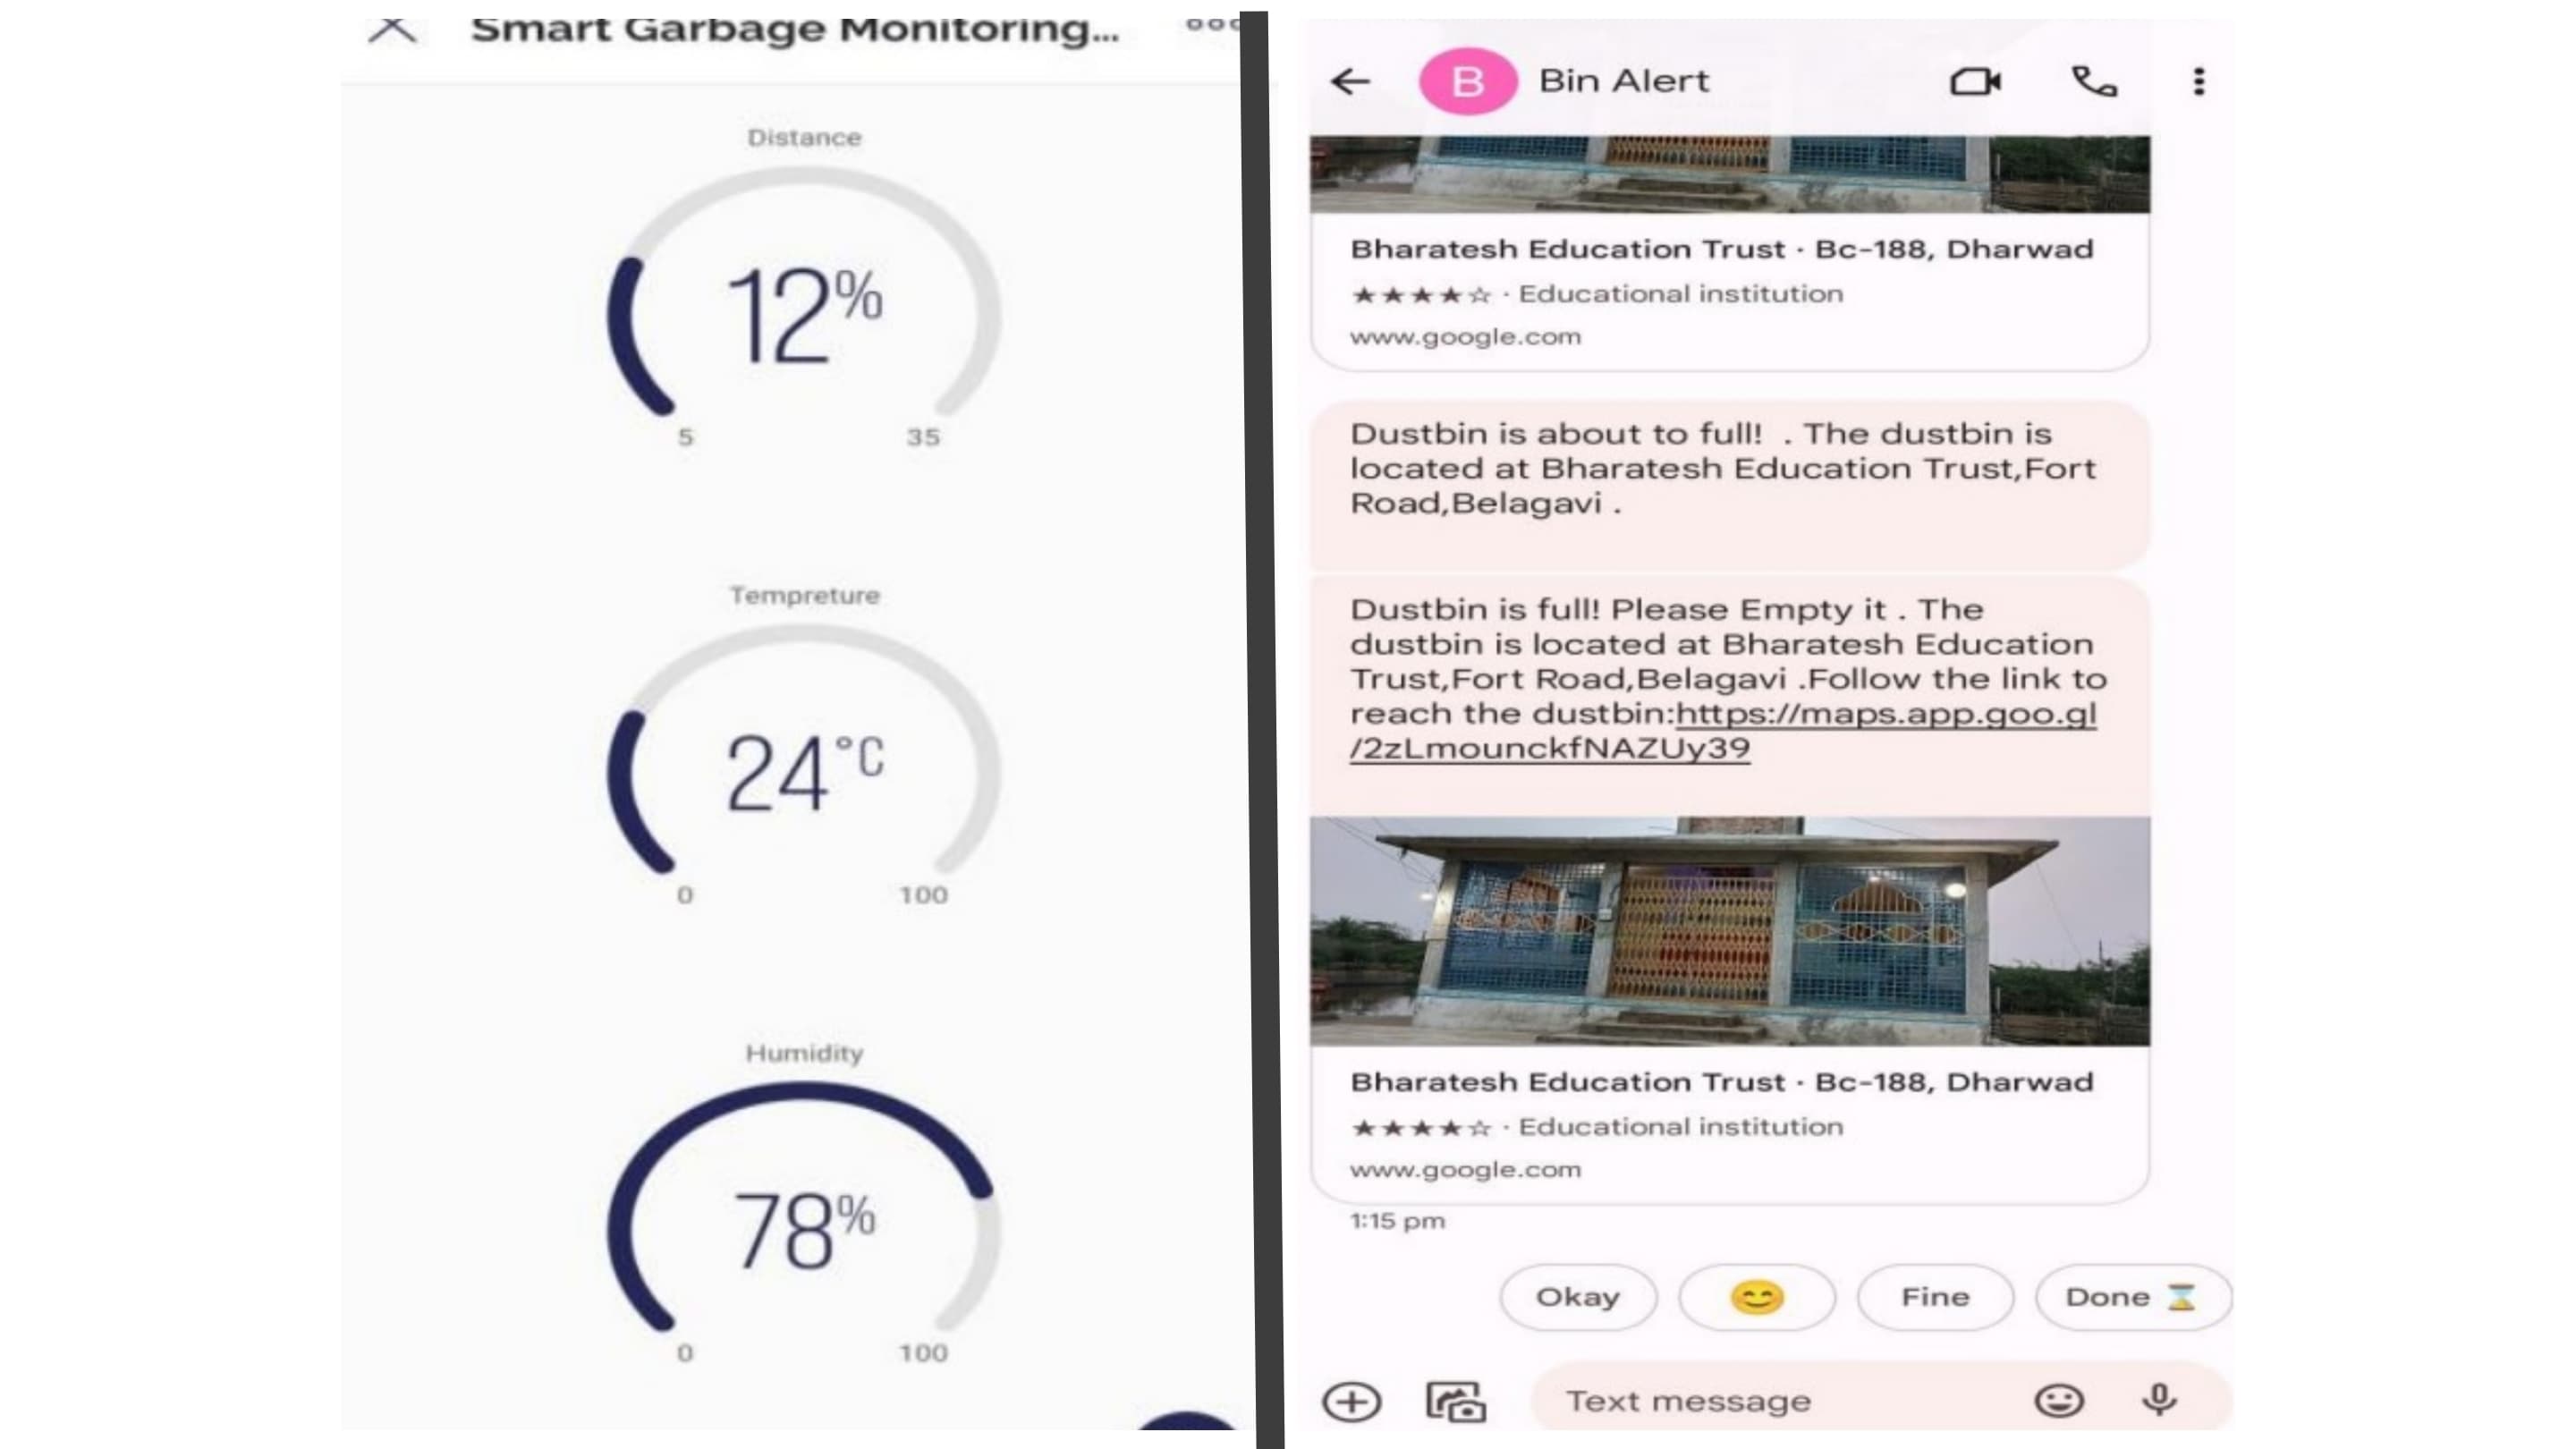 Smart Garbage Monitoring...
Distance
12%
5 35
Tempreture
24°C
0 100
Humidity
78%
0 100
B Bin Alert
Bharatesh Education Trust · Bc-188, Dharwad
★★★★☆ · Educational institution
www.google.com
Dustbin is about to full!  . The dustbin is
located at Bharatesh Education Trust,Fort
Road,Belagavi .
Dustbin is full! Please Empty it . The
dustbin is located at Bharatesh Education
Trust,Fort Road,Belagavi .Follow the link to
reach the dustbin:https://maps.app.goo.gl
/2zLmounckfNAZUy39
Bharatesh Education Trust · Bc-188, Dharwad
★★★★☆ · Educational institution
www.google.com
1:15 pm
Okay 😊 Fine Done ⌛
Text message